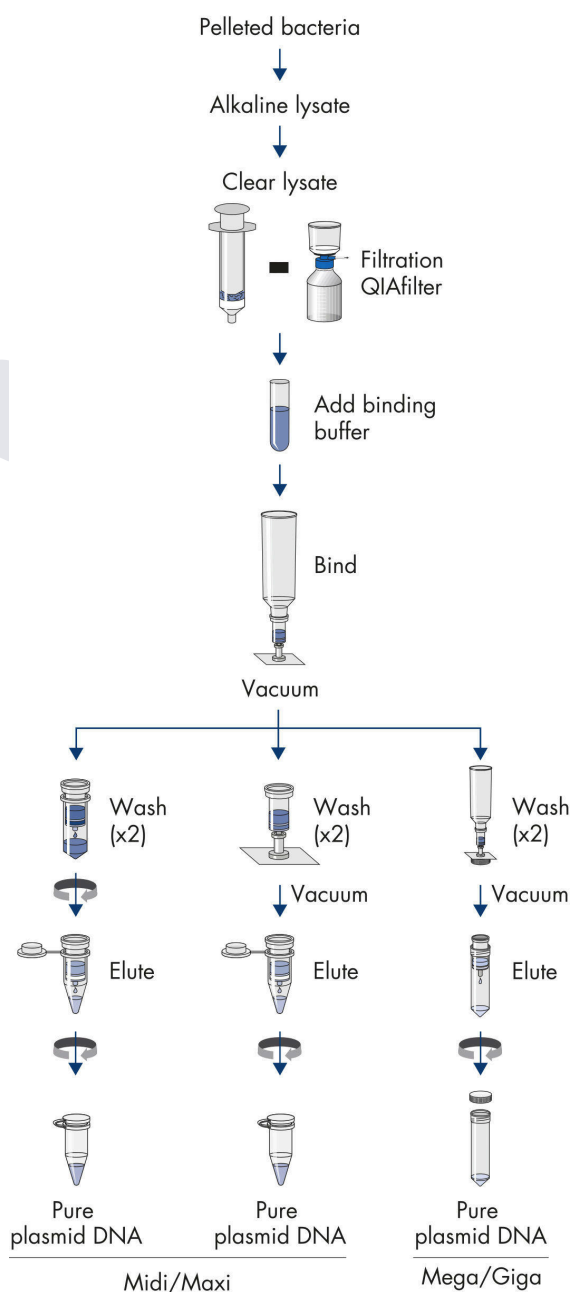 Pelleted bacteria
Alkaline lysate
Clear lysate
Filtration
QIAfilter
Add binding
buffer
Bind
Vacuum
Wash
(x2)
Wash
(x2)
Wash
(x2)
Vacuum
Vacuum
Elute
Elute
Elute
Pure
plasmid DNA
Pure
plasmid DNA
Pure
plasmid DNA
Midi/Maxi
Mega/Giga